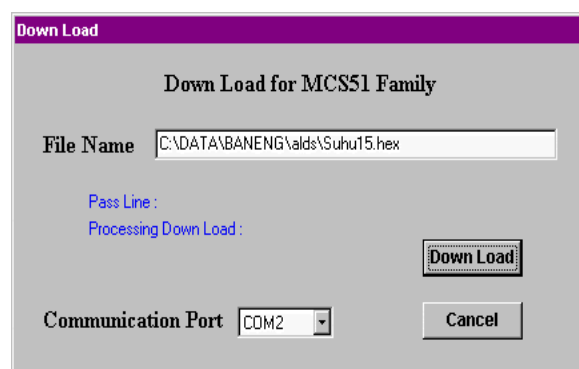 Down Load
Down Load for MCS51 Family
File Name C:\DATA\BANENG\alds\Suhu15.hex
Pass Line :
Processing Down Load :
Down Load
Communication Port COM2
Cancel